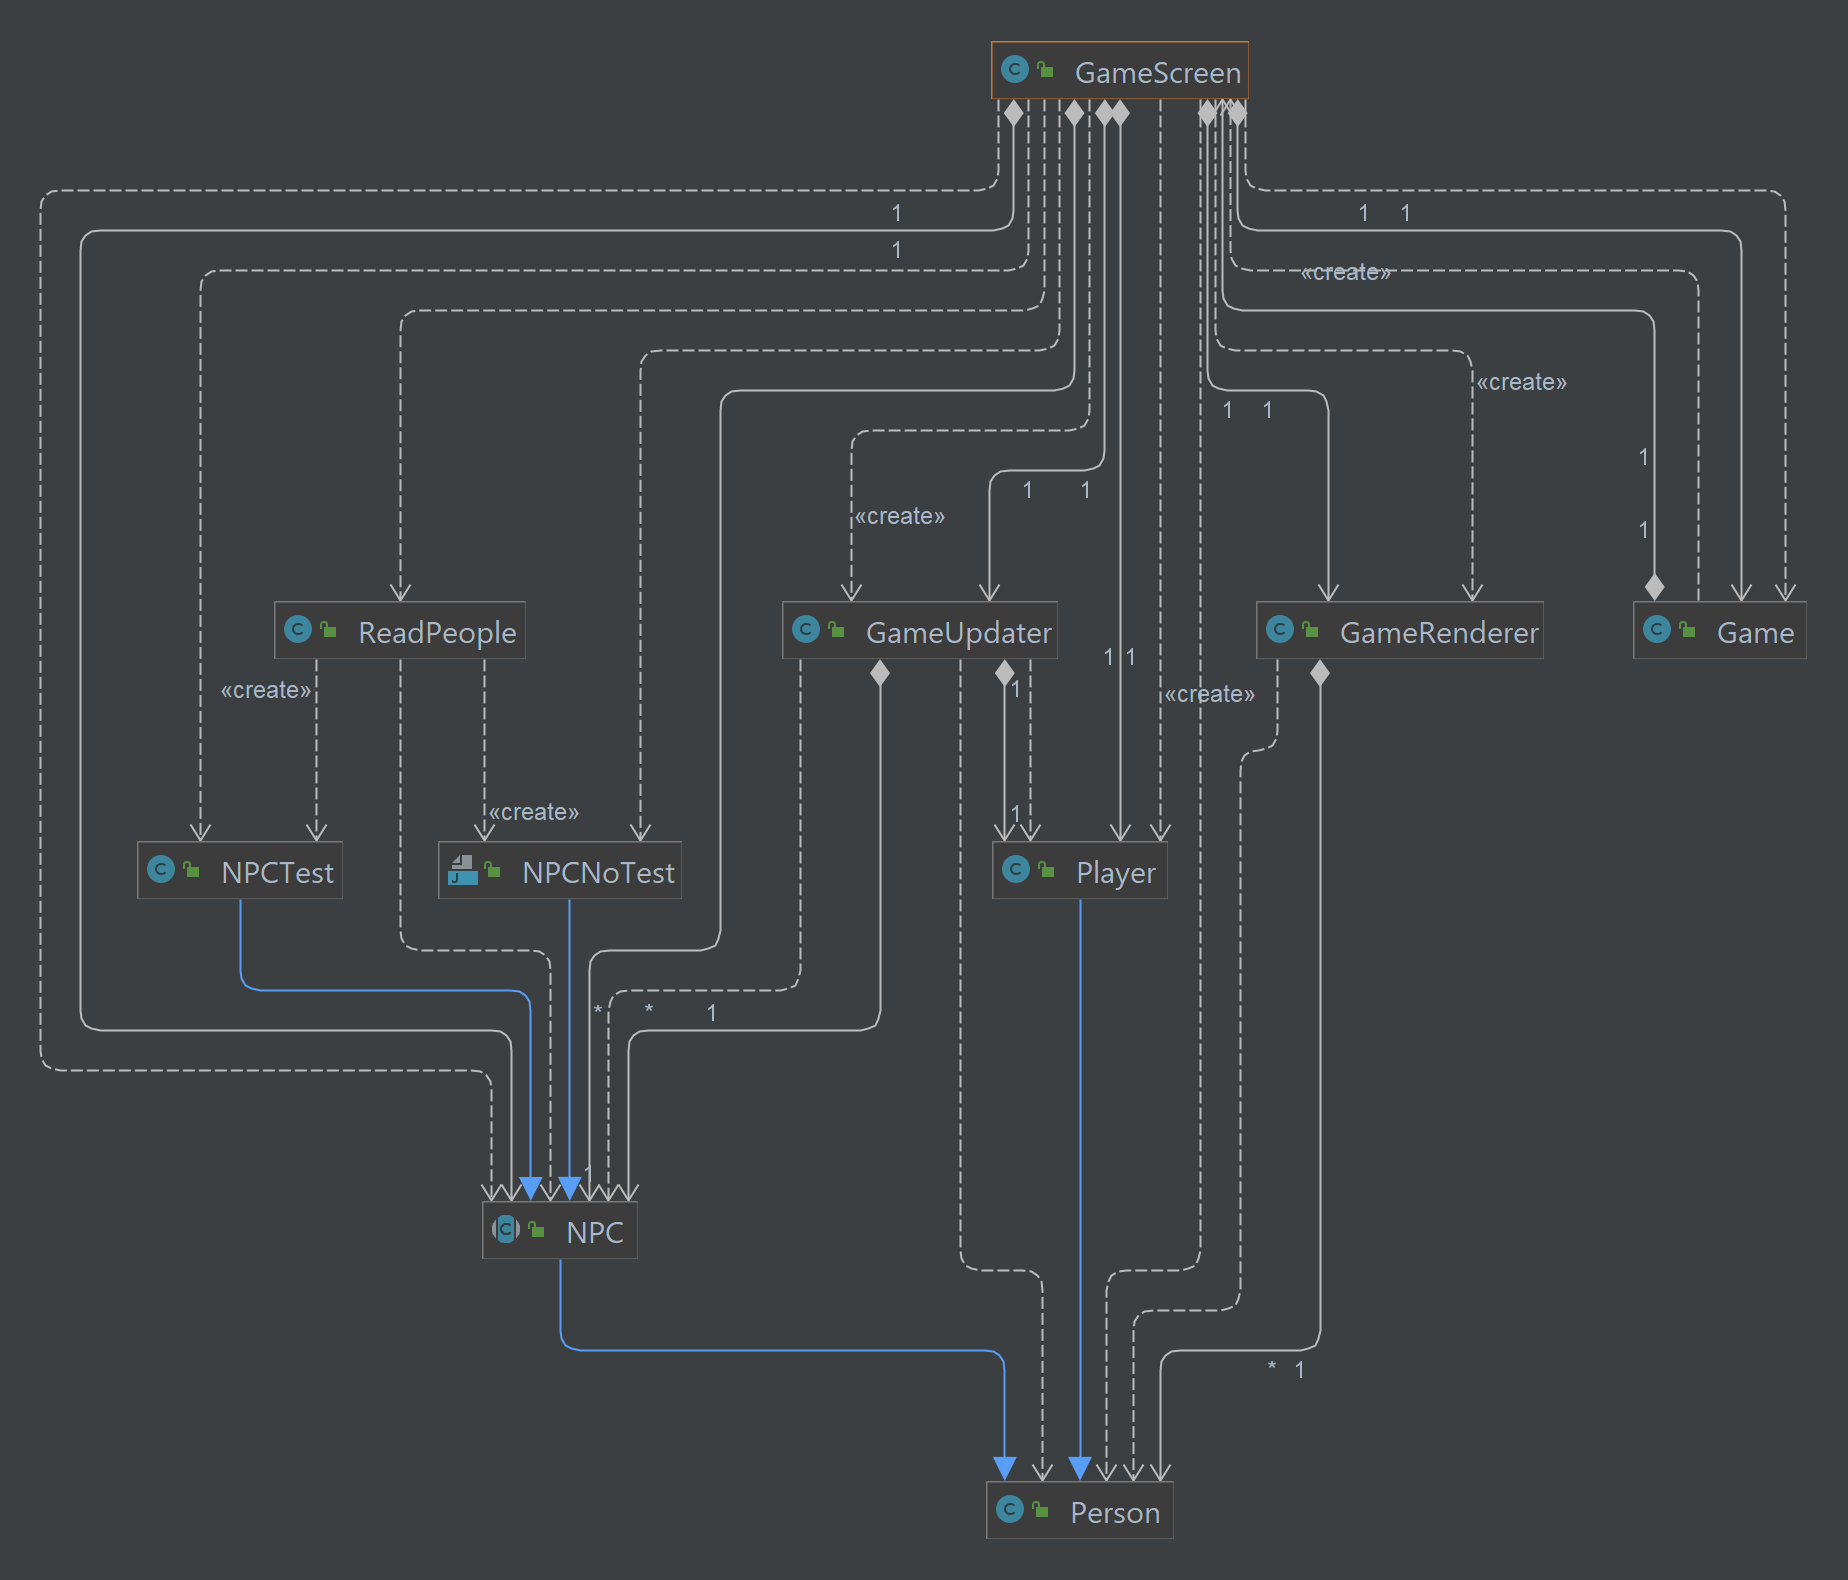 GameScreen
1
1 1
1
«create»
«create»
1 1
1
1 1
«create»
1
ReadPeople
GameUpdater
GameRenderer
Game
1 1
«create»
1
«create»
«create»
1
NPCTest
NPCNoTest
Player
* * 1
1
NPC
* 1
Person